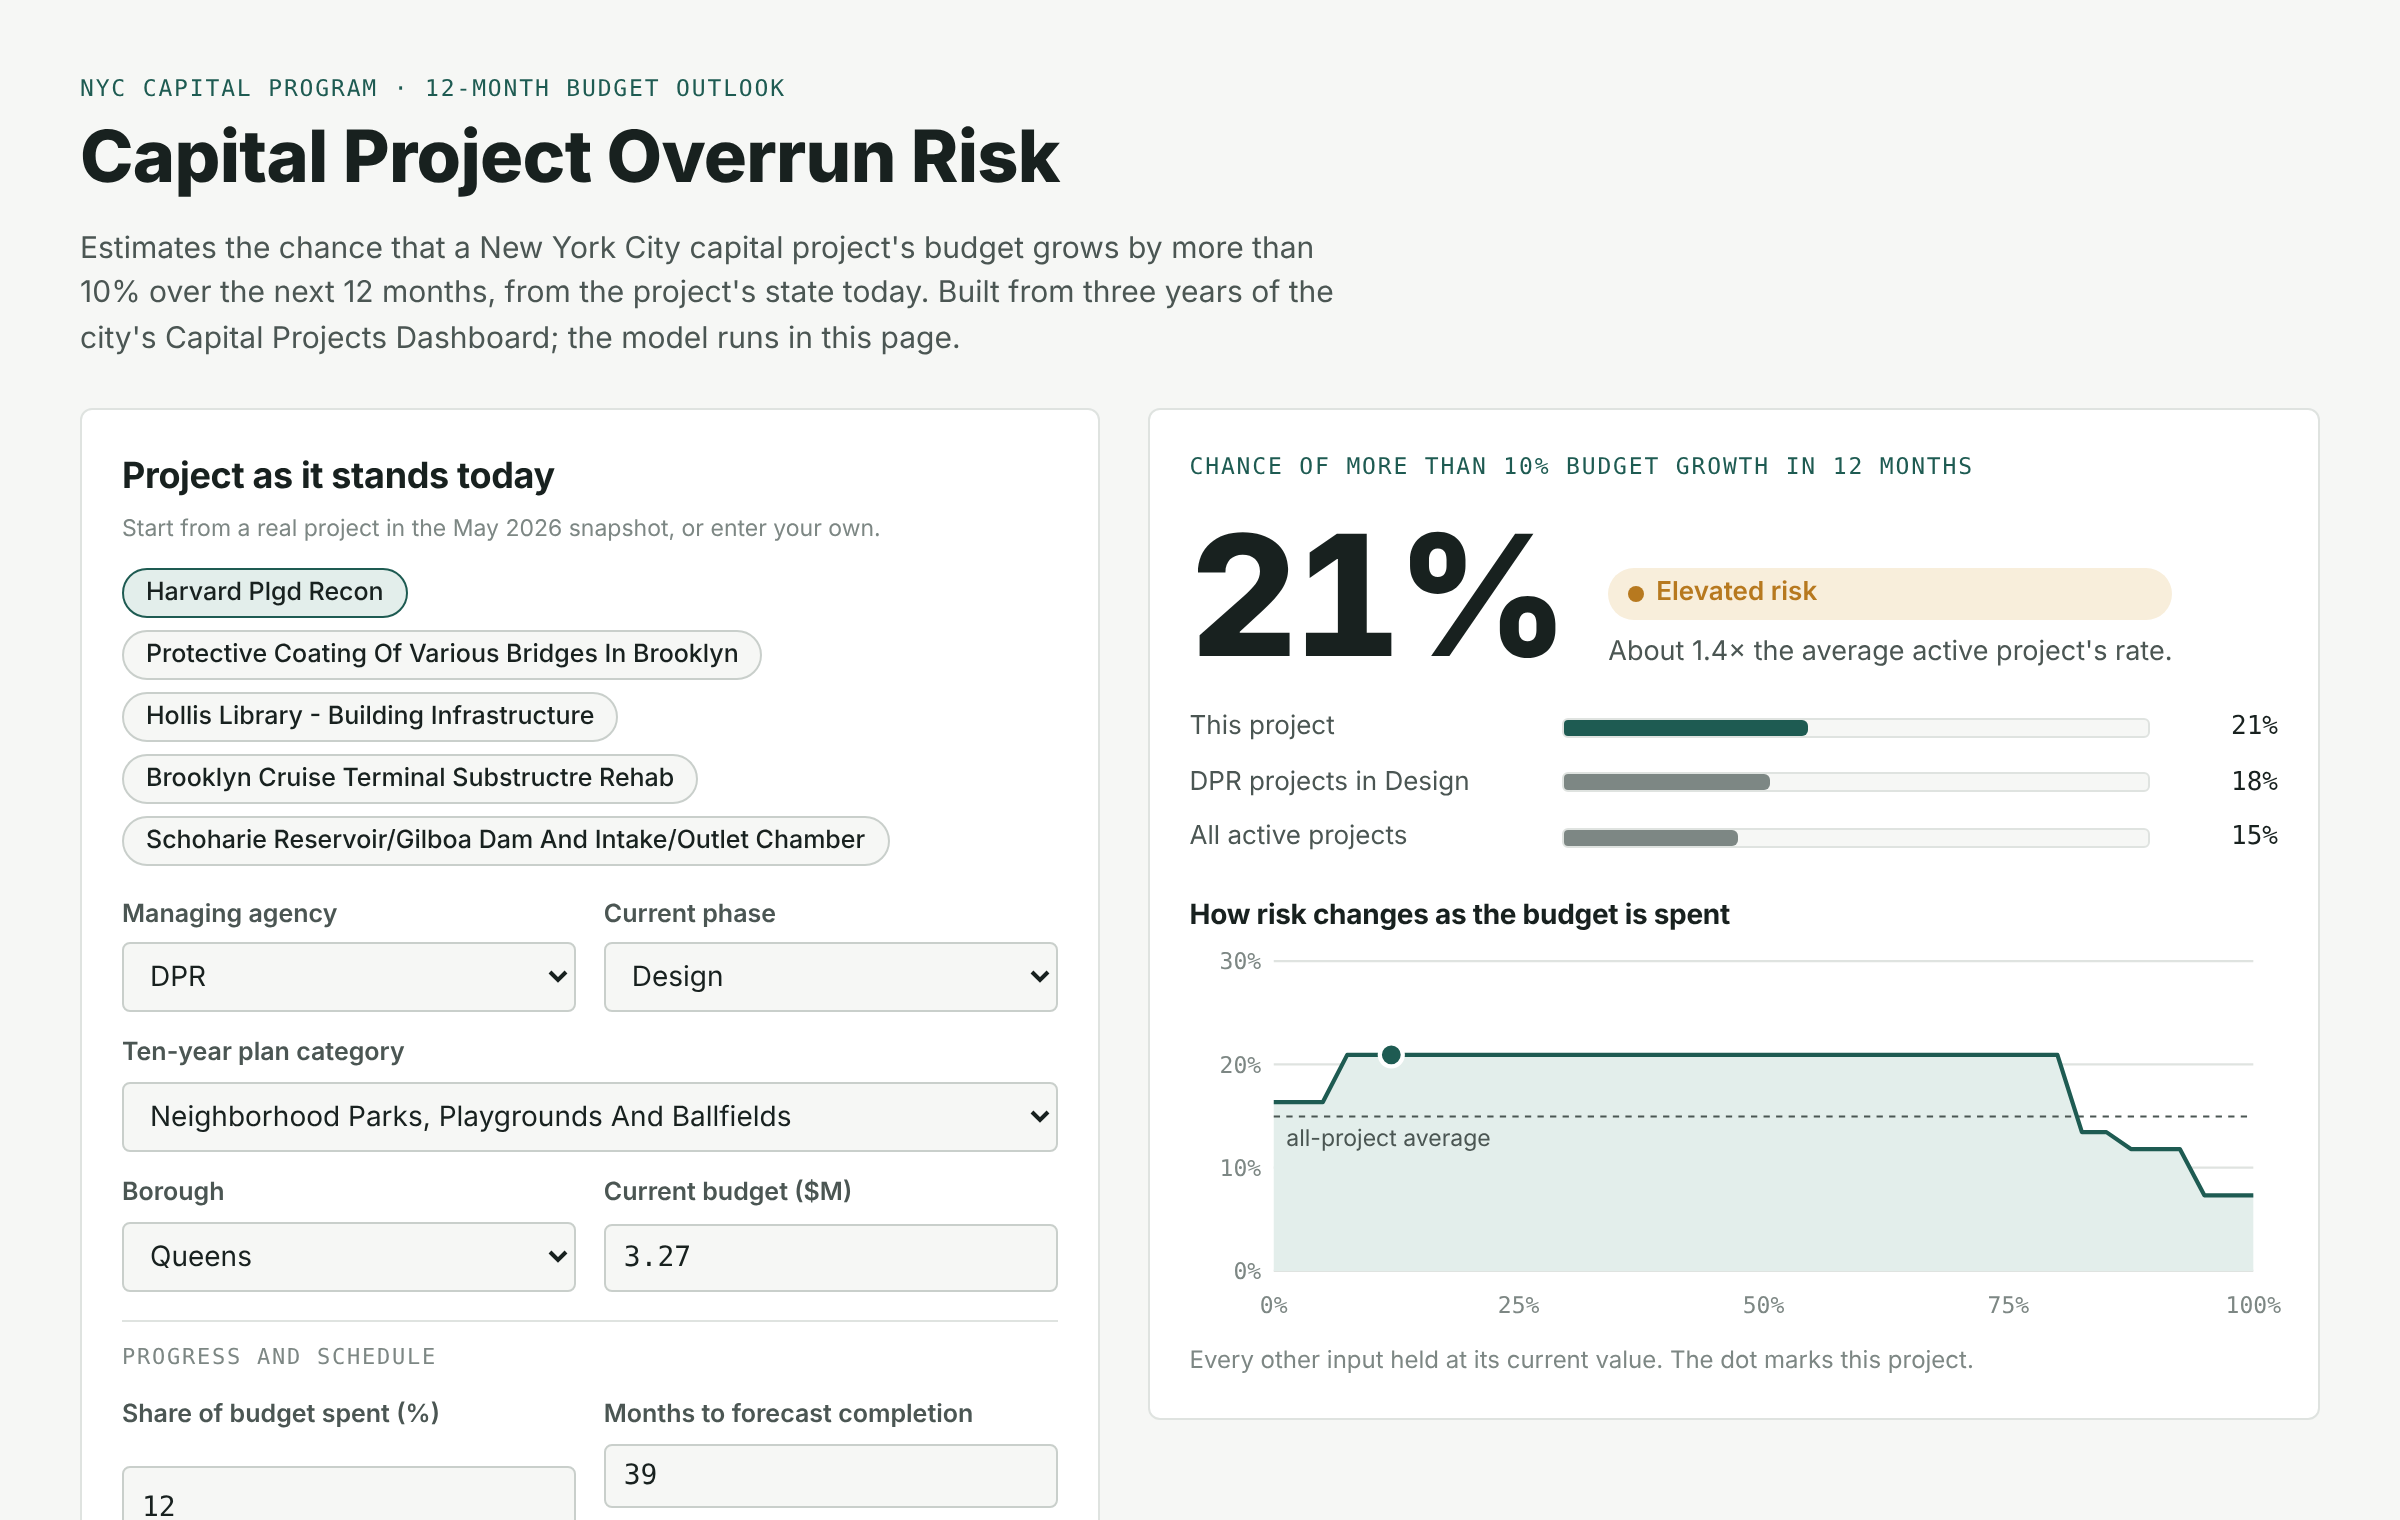 NYC CAPITAL PROGRAM · 12-MONTH BUDGET OUTLOOK
Capital Project Overrun Risk
Estimates the chance that a New York City capital project's budget grows by more than
10% over the next 12 months, from the project's state today. Built from three years of the
city's Capital Projects Dashboard; the model runs in this page.
Project as it stands today
Start from a real project in the May 2026 snapshot, or enter your own.
Harvard Plgd Recon
Protective Coating Of Various Bridges In Brooklyn
Hollis Library - Building Infrastructure
Brooklyn Cruise Terminal Substructre Rehab
Schoharie Reservoir/Gilboa Dam And Intake/Outlet Chamber
Managing agency
DPR
Current phase
Design
Ten-year plan category
Neighborhood Parks, Playgrounds And Ballfields
Borough
Queens
Current budget ($M)
3.27
PROGRESS AND SCHEDULE
Share of budget spent (%)
12
Months to forecast completion
39
CHANCE OF MORE THAN 10% BUDGET GROWTH IN 12 MONTHS
21%
Elevated risk
About 1.4× the average active project's rate.
This project 21%
DPR projects in Design 18%
All active projects 15%
How risk changes as the budget is spent
30%
20%
all-project average
10%
0%
0% 25% 50% 75% 100%
Every other input held at its current value. The dot marks this project.